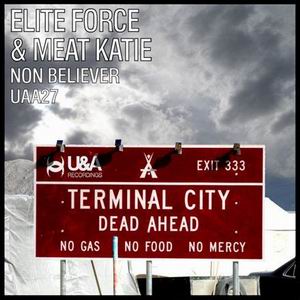 ELITE FORCE
& MEAT KATIE
NON BELIEVER
UAA27
U&A
RECORDINGS
EXIT 333
TERMINAL CITY
DEAD AHEAD
NO GAS NO FOOD NO MERCY